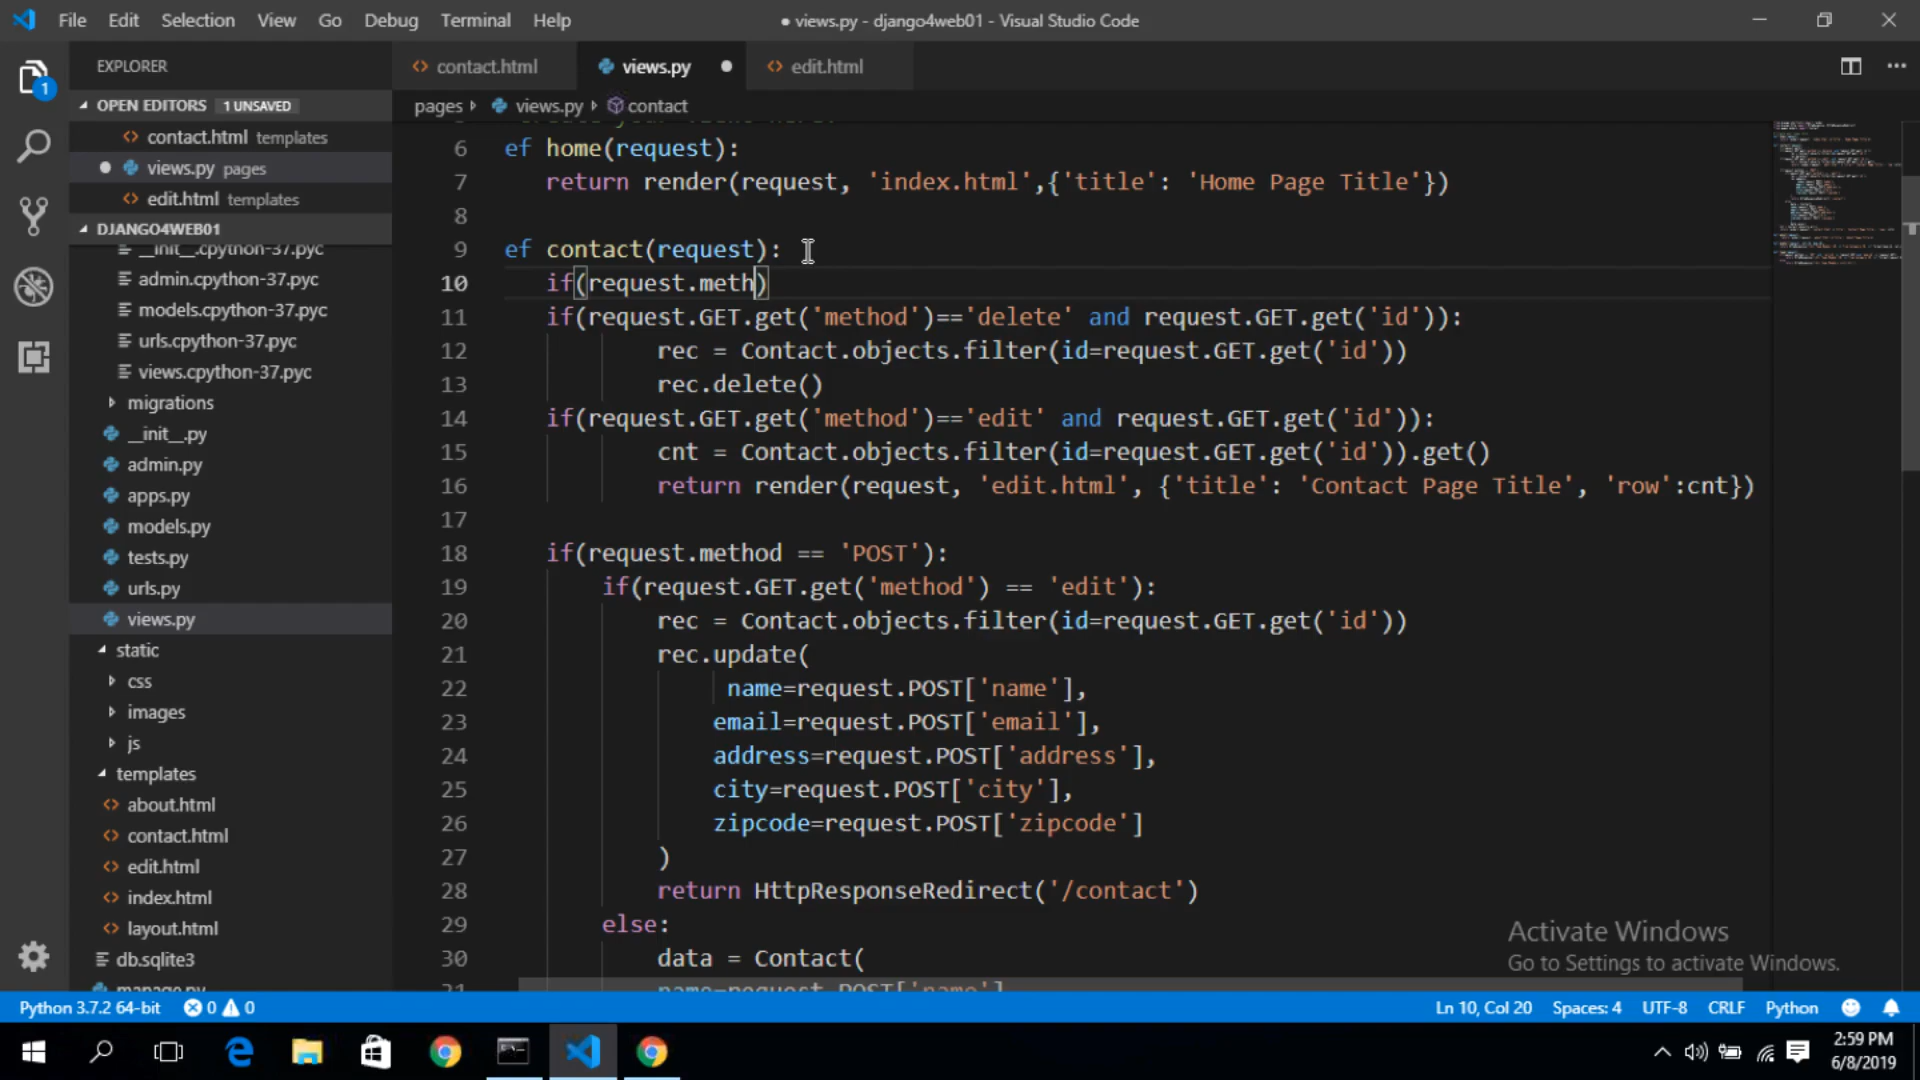 File Edit Selection View Go Debug Terminal Help
● views.py - django4web01 - Visual Studio Code
EXPLORER
OPEN EDITORS 1 UNSAVED
contact.html templates
views.py pages
edit.html templates
DJANGO4WEB01
__init__.cpython-37.pyc
admin.cpython-37.pyc
models.cpython-37.pyc
urls.cpython-37.pyc
views.cpython-37.pyc
migrations
__init__.py
admin.py
apps.py
models.py
tests.py
urls.py
views.py
static
css
images
js
templates
about.html
contact.html
edit.html
index.html
layout.html
db.sqlite3
manage.py
1
contact.html views.py edit.html
pages views.py contact
6 ef home(request):
7 return render(request, 'index.html',{'title': 'Home Page Title'})
8
9 ef contact(request):
10 if(request.meth)
11 if(request.GET.get('method')=='delete' and request.GET.get('id')):
12 rec = Contact.objects.filter(id=request.GET.get('id'))
13 rec.delete()
14 if(request.GET.get('method')=='edit' and request.GET.get('id')):
15 cnt = Contact.objects.filter(id=request.GET.get('id')).get()
16 return render(request, 'edit.html', {'title': 'Contact Page Title', 'row':cnt})
17
18 if(request.method == 'POST'):
19 if(request.GET.get('method') == 'edit'):
20 rec = Contact.objects.filter(id=request.GET.get('id'))
21 rec.update(
22 name=request.POST['name'],
23 email=request.POST['email'],
24 address=request.POST['address'],
25 city=request.POST['city'],
26 zipcode=request.POST['zipcode']
27 )
28 return HttpResponseRedirect('/contact')
29 else:
30 data = Contact(
31 name=request.POST['name'],
Activate Windows
Go to Settings to activate Windows.
Python 3.7.2 64-bit 0 0 Ln 10, Col 20 Spaces: 4 UTF-8 CRLF Python
2:59 PM
6/8/2019